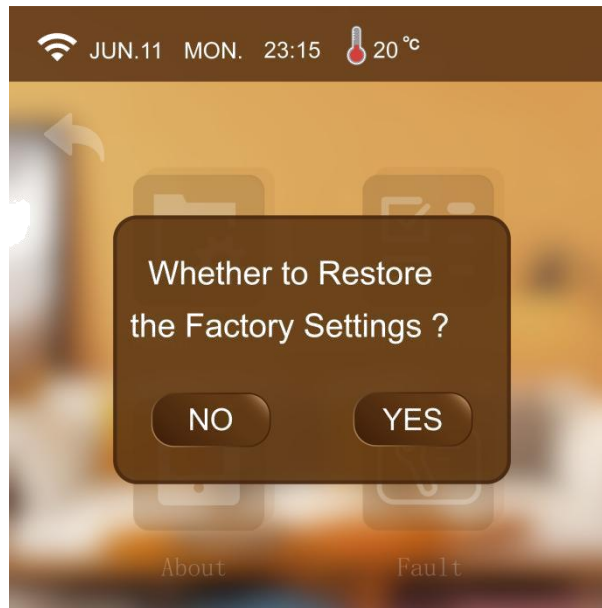 JUN.11 MON. 23:15 20 °C
Whether to Restore
the Factory Settings ?
NO YES
About Fault